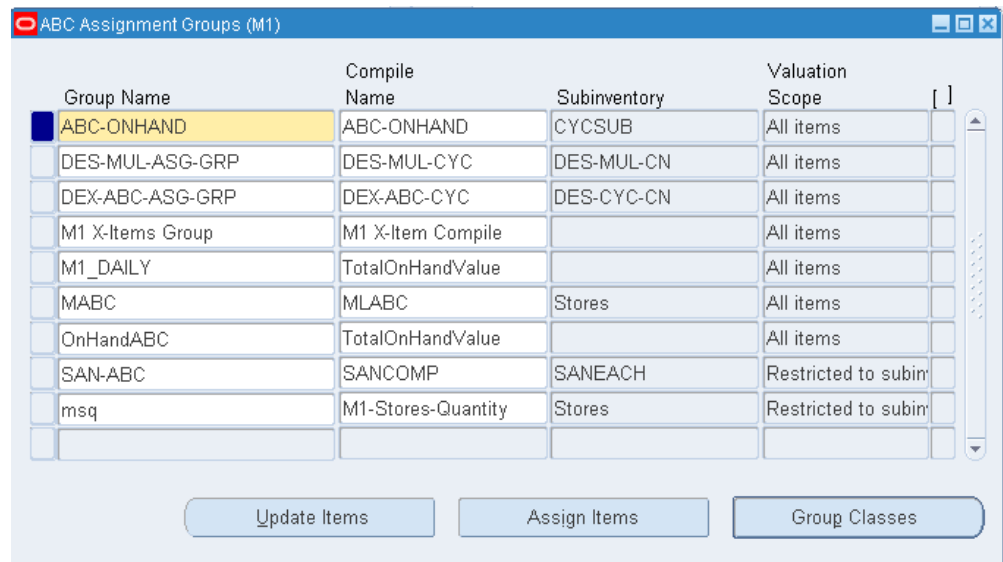 ABC Assignment Groups (M1)
Compile Valuation
Group Name Name Subinventory Scope [ ]
ABC-ONHAND ABC-ONHAND CYCSUB All items
DES-MUL-ASG-GRP DES-MUL-CYC DES-MUL-CN All items
DEX-ABC-ASG-GRP DEX-ABC-CYC DES-CYC-CN All items
M1 X-Items Group M1 X-Item Compile All items
M1_DAILY TotalOnHandValue All items
MABC MLABC Stores All items
OnHandABC TotalOnHandValue All items
SAN-ABC SANCOMP SANEACH Restricted to subin
msq M1-Stores-Quantity Stores Restricted to subin
Update Items Assign Items Group Classes